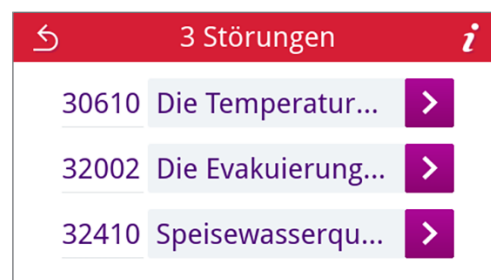 3 Störungen
30610 Die Temperatur...
32002 Die Evakuierung...
32410 Speisewasserqu...